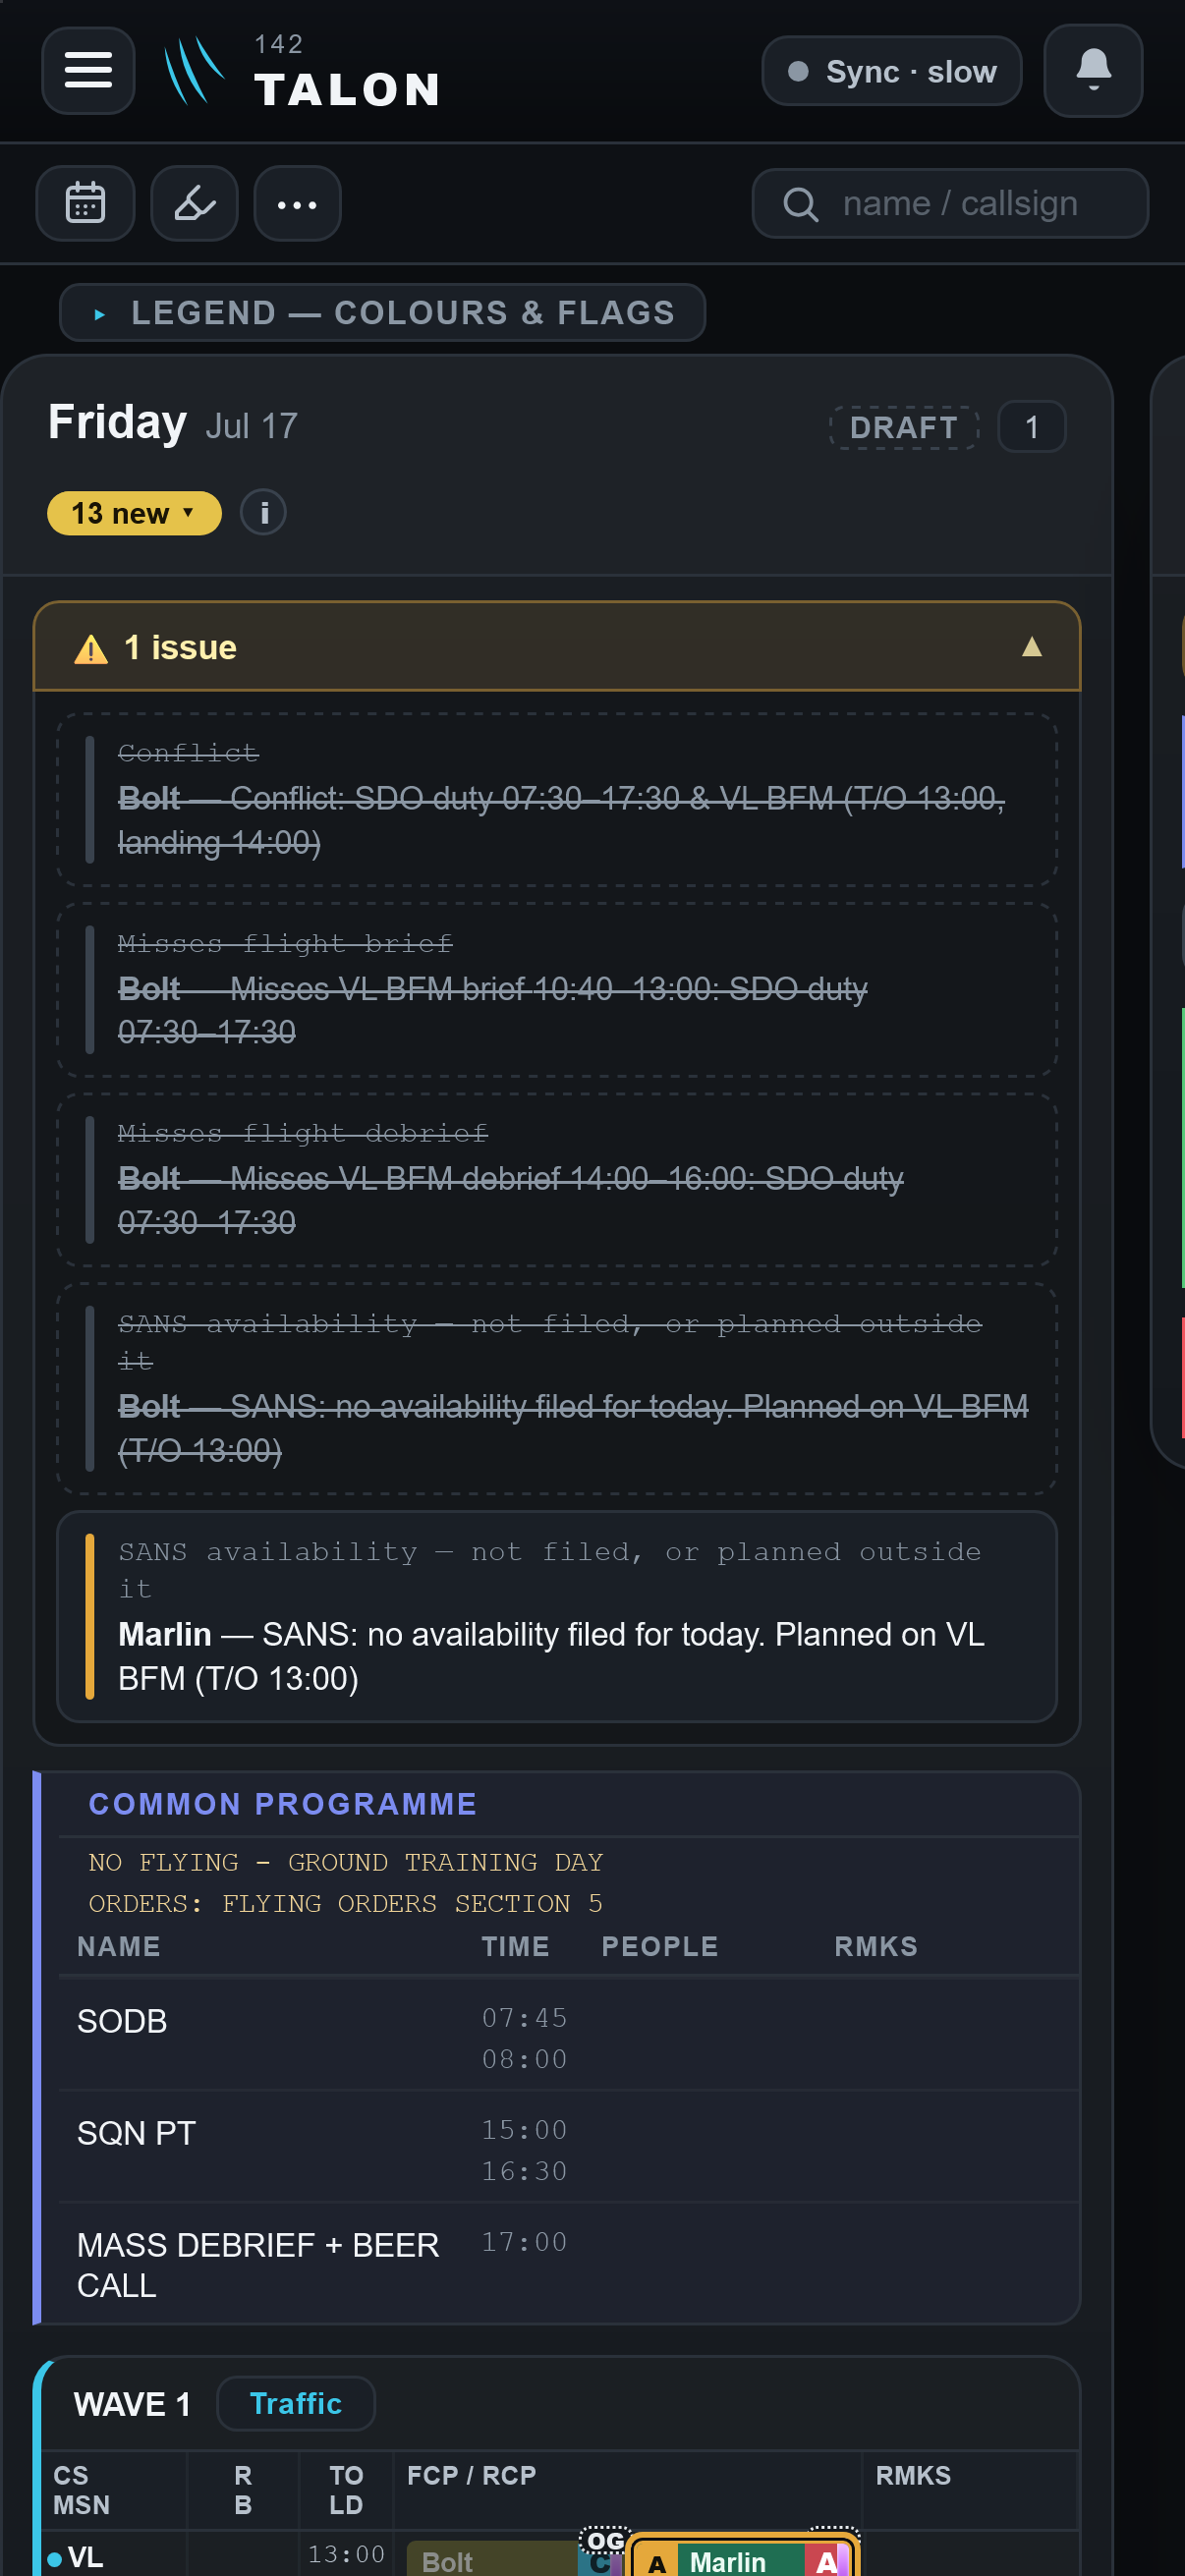 142
TALON
Sync · slow
name / callsign
▸ LEGEND — COLOURS & FLAGS
Friday Jul 17
DRAFT 1
13 new ▾
i
1 issue ▲
Conflict
Bolt — Conflict: SDO duty 07:30–17:30 & VL BFM (T/O 13:00,
landing 14:00)
Misses flight brief
Bolt — Misses VL BFM brief 10:40–13:00: SDO duty
07:30–17:30
Misses flight debrief
Bolt — Misses VL BFM debrief 14:00–16:00: SDO duty
07:30–17:30
SANS availability — not filed, or planned outside
it
Bolt — SANS: no availability filed for today. Planned on VL BFM
(T/O 13:00)
SANS availability — not filed, or planned outside
it
Marlin — SANS: no availability filed for today. Planned on VL
BFM (T/O 13:00)
COMMON PROGRAMME
NO FLYING - GROUND TRAINING DAY
ORDERS: FLYING ORDERS SECTION 5
NAME TIME PEOPLE RMKS
SODB 07:45
08:00
SQN PT 15:00
16:30
MASS DEBRIEF + BEER 17:00
CALL
WAVE 1 Traffic
CS R TO FCP / RCP RMKS
MSN B LD
OG
VL 13:00 Bolt C A Marlin A